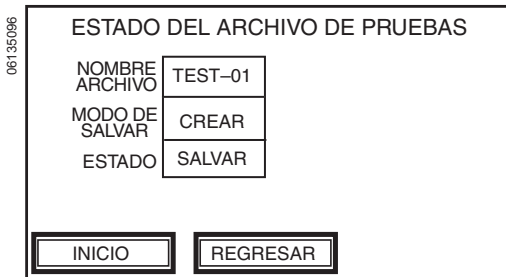 06135096
ESTADO DEL ARCHIVO DE PRUEBAS
NOMBRE
ARCHIVO
TEST–01
MODO DE
SALVAR
CREAR
ESTADO
SALVAR
INICIO
REGRESAR